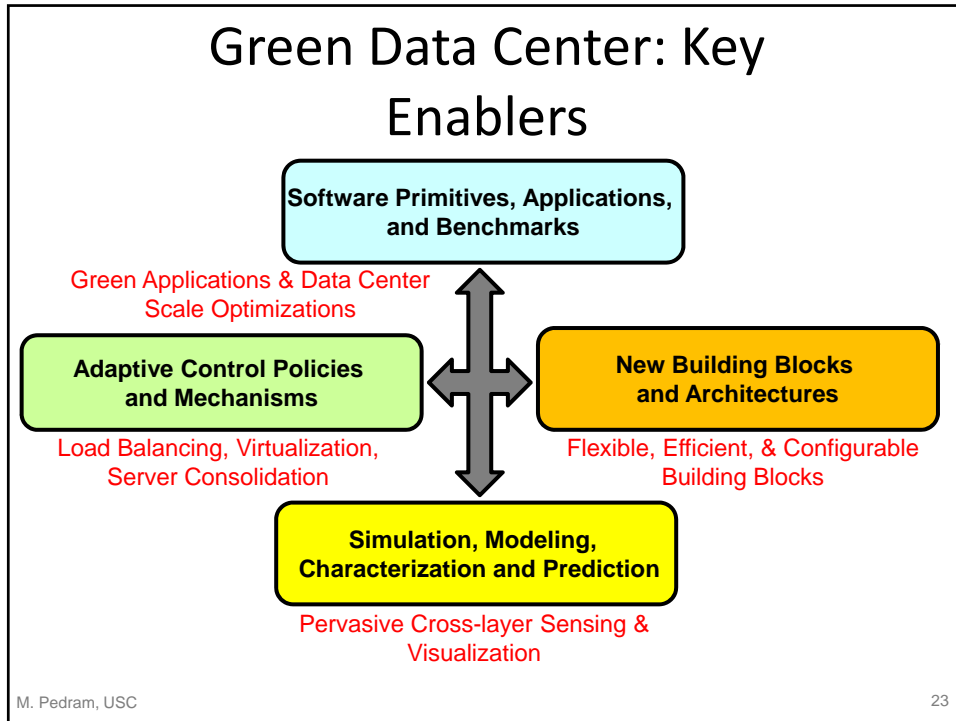 Green Data Center: Key
Enablers
Software Primitives, Applications,
and Benchmarks
Green Applications & Data Center
Scale Optimizations
Adaptive Control Policies
and Mechanisms
New Building Blocks
and Architectures
Load Balancing, Virtualization,
Server Consolidation
Flexible, Efficient, & Configurable
Building Blocks
Simulation, Modeling,
Characterization and Prediction
Pervasive Cross-layer Sensing &
Visualization
M. Pedram, USC
23